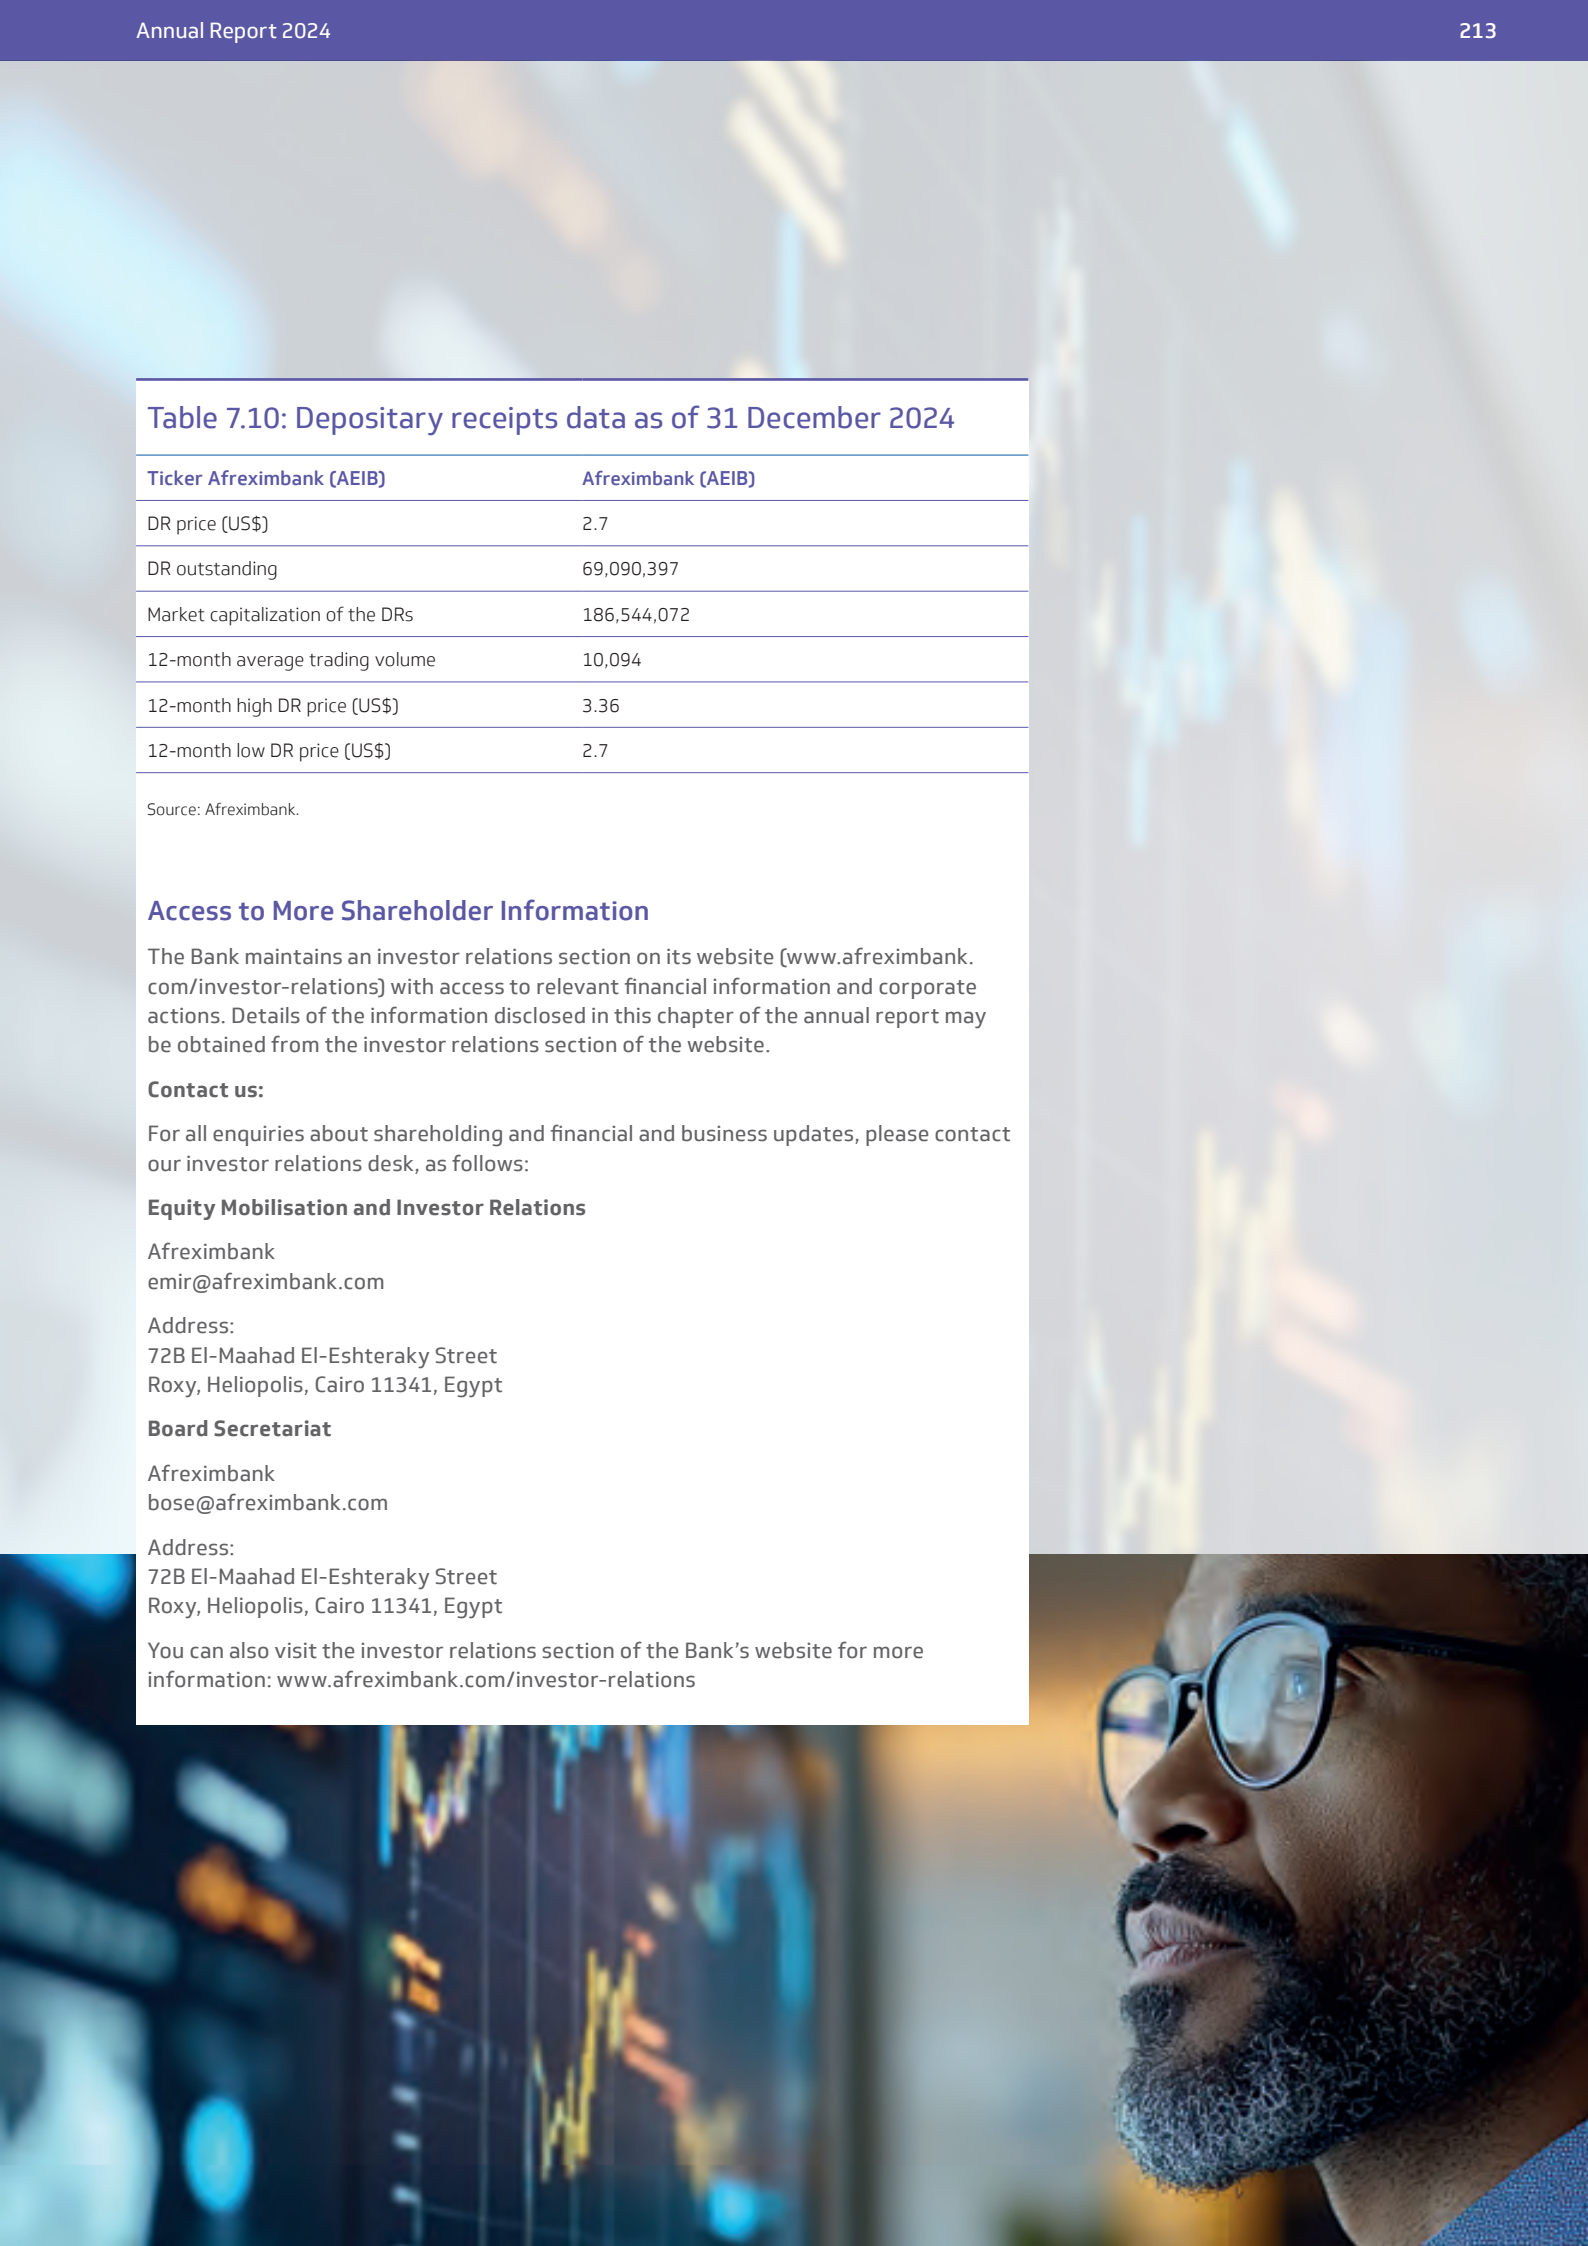 Annual Report 2024
213
Table 7.10: Depositary receipts data as of 31 December 2024
Ticker Afreximbank (AEIB) Afreximbank (AEIB)
DR price (US$) 2.7
DR outstanding 69,090,397
Market capitalization of the DRs 186,544,072
12-month average trading volume 10,094
12-month high DR price (US$) 3.36
12-month low DR price (US$) 2.7
Source: Afreximbank.
Access to More Shareholder Information
The Bank maintains an investor relations section on its website (www.afreximbank.
com/investor-relations) with access to relevant financial information and corporate
actions. Details of the information disclosed in this chapter of the annual report may
be obtained from the investor relations section of the website.
Contact us:
For all enquiries about shareholding and financial and business updates, please contact
our investor relations desk, as follows:
Equity Mobilisation and Investor Relations
Afreximbank
emir@afreximbank.com
Address:
72B El-Maahad El-Eshteraky Street
Roxy, Heliopolis, Cairo 11341, Egypt
Board Secretariat
Afreximbank
bose@afreximbank.com
Address:
72B El-Maahad El-Eshteraky Street
Roxy, Heliopolis, Cairo 11341, Egypt
You can also visit the investor relations section of the Bank’s website for more
information: www.afreximbank.com/investor-relations